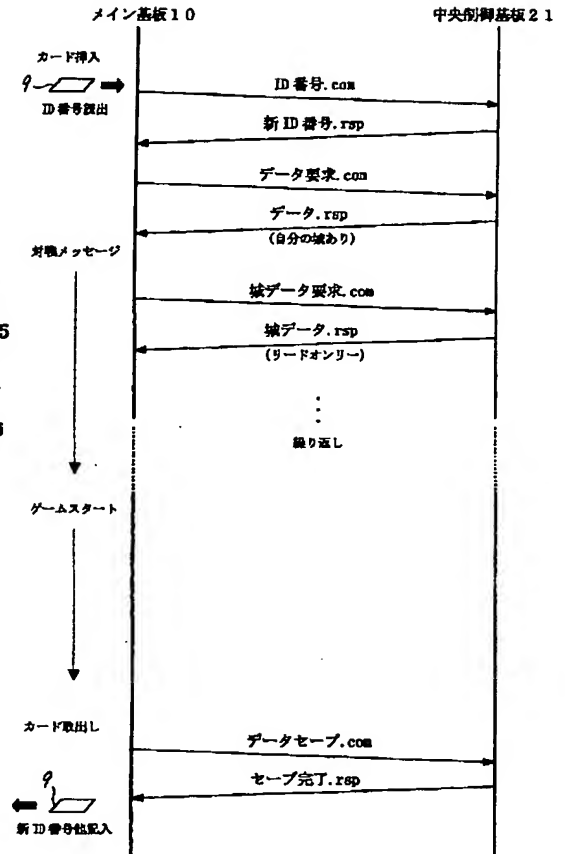 メイン基板10
中央制御基板21
カード挿入
9
ID番号読出
ID番号.com
新ID番号.rsp
データ要求.com
データ.rsp
(自分の城あり)
対戦メッセージ
城データ要求.com
5
城データ.rsp
(リードオンリー)
繰り返し
ゲームスタート
カード取出し
データセーブ.com
セーブ完了.rsp
9
新ID番号他記入